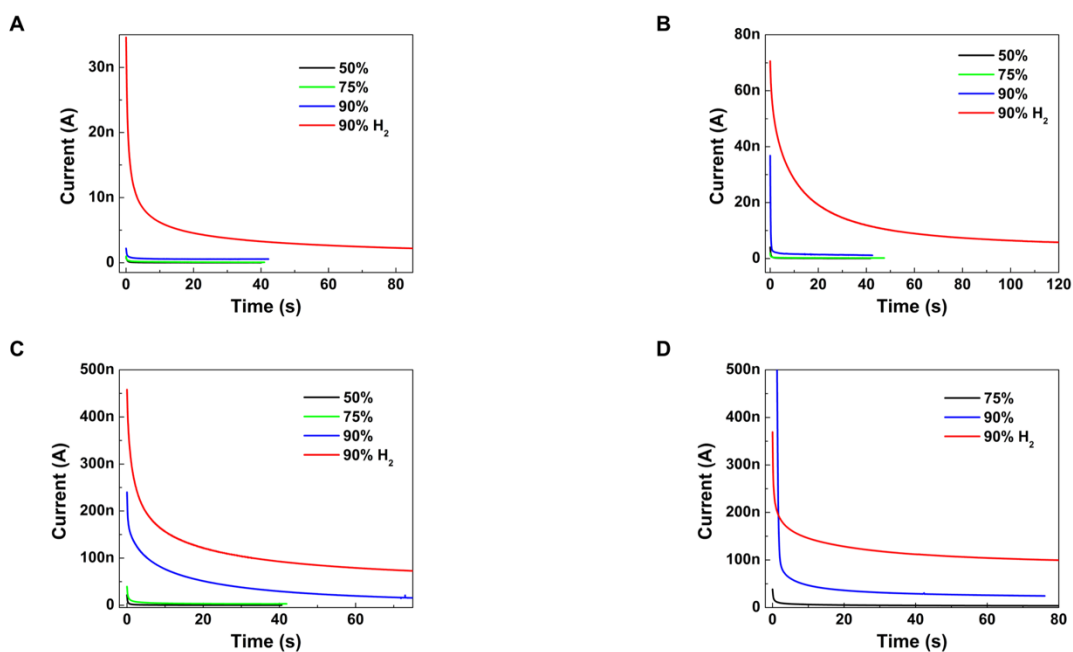 A
Current (A)
30n
20n
10n
0
0 20 40 60 80
Time (s)
50%
75%
90%
90% H₂
B
Current (A)
80n
60n
40n
20n
0
0 20 40 60 80 100 120
Time (s)
50%
75%
90%
90% H₂
C
Current (A)
500n
400n
300n
200n
100n
0
0 20 40 60
Time (s)
50%
75%
90%
90% H₂
D
Current (A)
500n
400n
300n
200n
100n
0
0 20 40 60 80
Time (s)
75%
90%
90% H₂